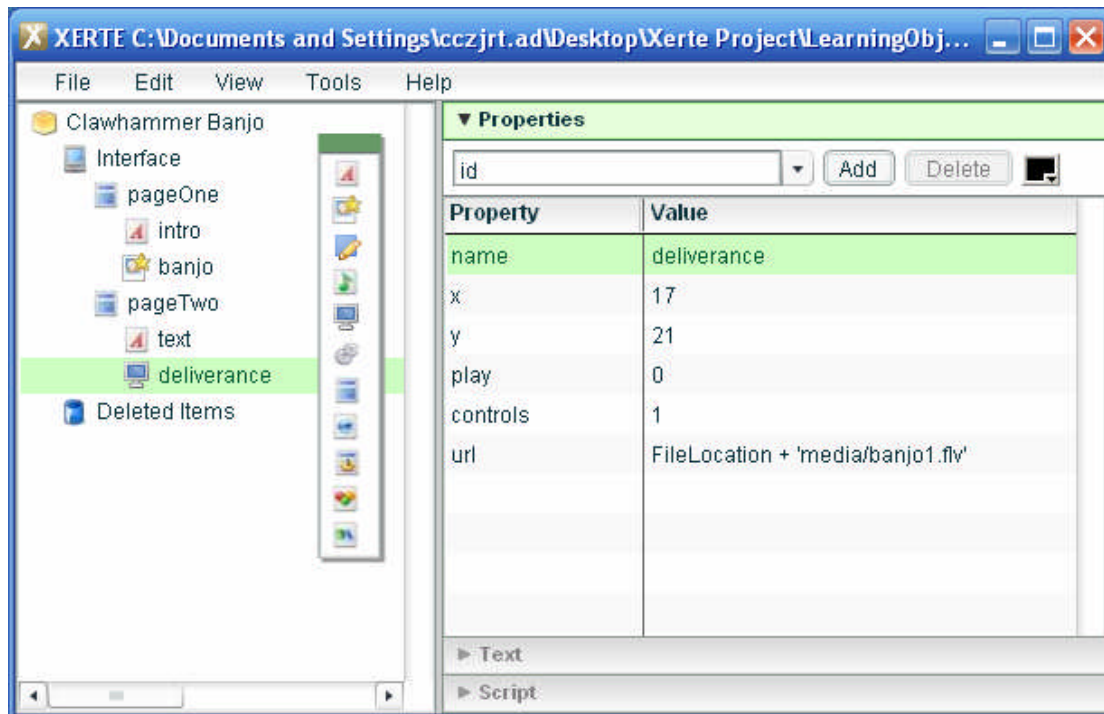 XERTE C:\Documents and Settings\cczjrt.ad\Desktop\Xerte Project\LearningObj...
File Edit View Tools Help
Clawhammer Banjo
Interface
pageOne
intro
banjo
pageTwo
text
deliverance
Deleted Items
Properties
id Add Delete
Property Value
name deliverance
x 17
y 21
play 0
controls 1
url FileLocation + 'media/banjo1.flv'
Text
Script